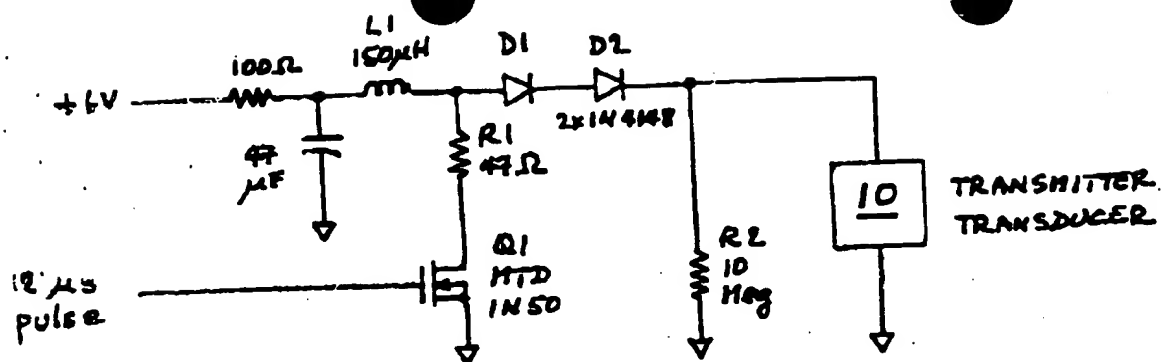 +6V
100Ω
47
μF
L1
150μH
D1
D2
2x1N4148
R1
47Ω
Q1
MTD
1N50
12 μs
pulse
R2
10
Meg
10
TRANSMITTER
TRANSDUCER